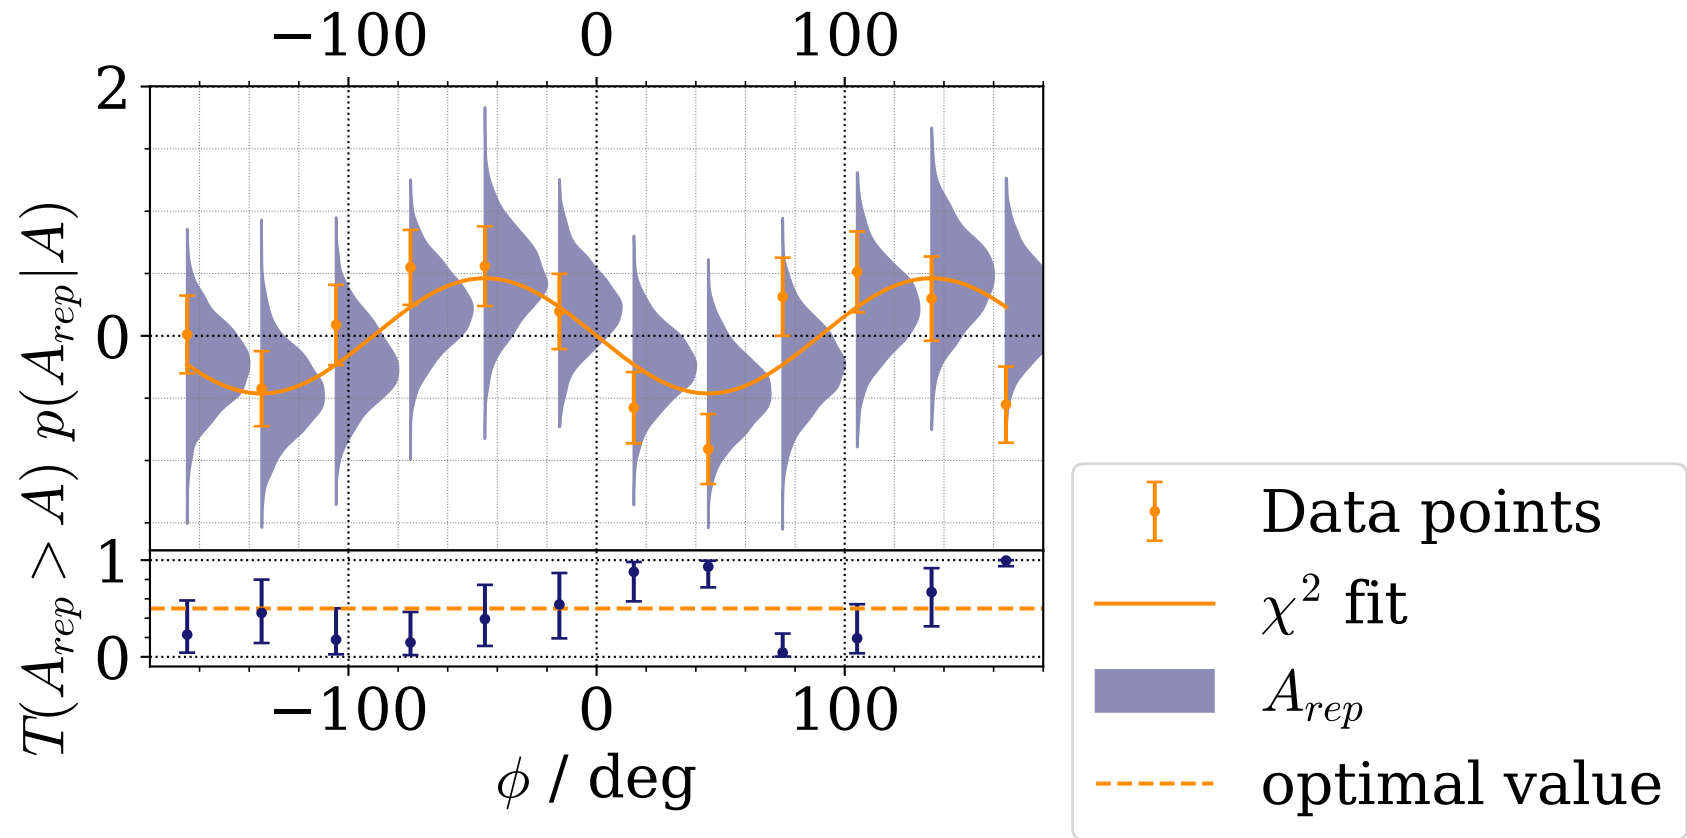 −100 0 100
2
0
1
0
T(A_rep > A) p(A_rep|A)
−100 0 100
ϕ / deg
Data points
χ² fit
A_rep
optimal value